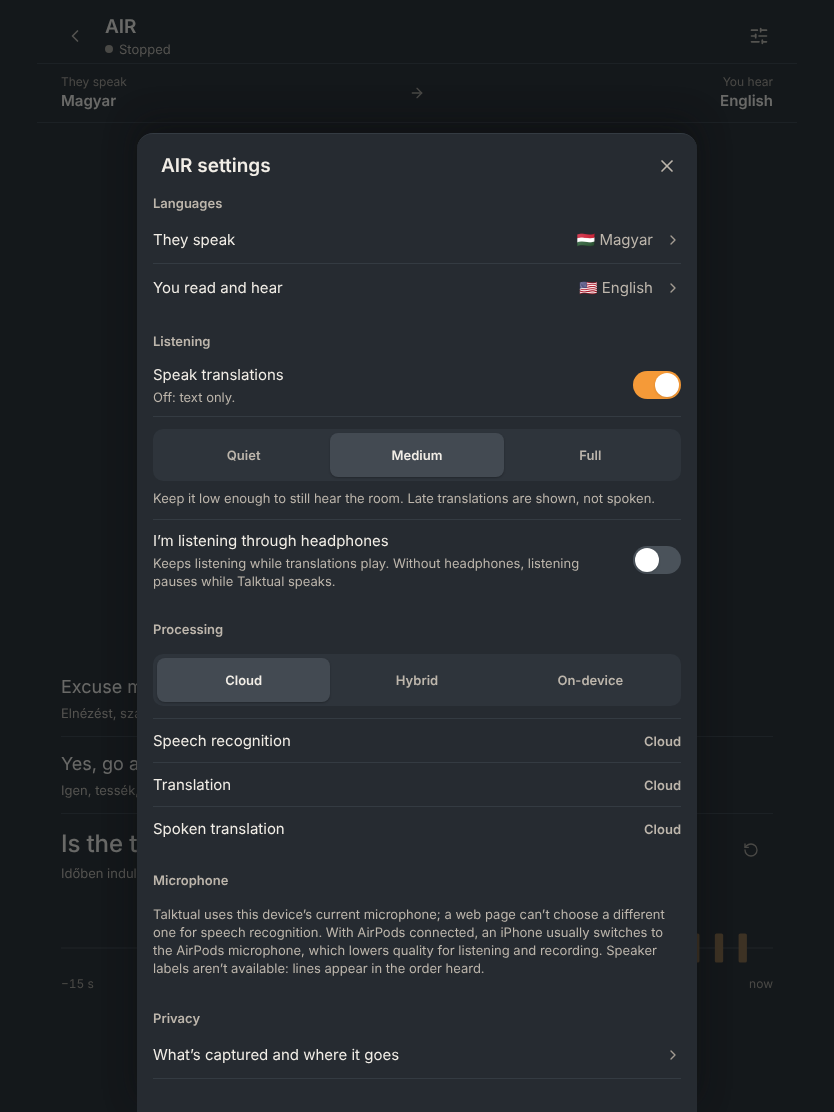 AIR
Stopped
They speak
Magyar
You hear
English
AIR settings
Languages
They speak
🇭🇺 Magyar
You read and hear
🇺🇸 English
Listening
Speak translations
Off: text only.
Quiet
Medium
Full
Keep it low enough to still hear the room. Late translations are shown, not spoken.
I’m listening through headphones
Keeps listening while translations play. Without headphones, listening
pauses while Talktual speaks.
Processing
Cloud
Hybrid
On-device
Speech recognition
Cloud
Translation
Cloud
Spoken translation
Cloud
Microphone
Talktual uses this device’s current microphone; a web page can’t choose a different
one for speech recognition. With AirPods connected, an iPhone usually switches to
the AirPods microphone, which lowers quality for listening and recording. Speaker
labels aren’t available: lines appear in the order heard.
Privacy
What’s captured and where it goes
Excuse
Elnézést,
Yes, go
Igen, tessék,
Is the
Időben
−15 s
now